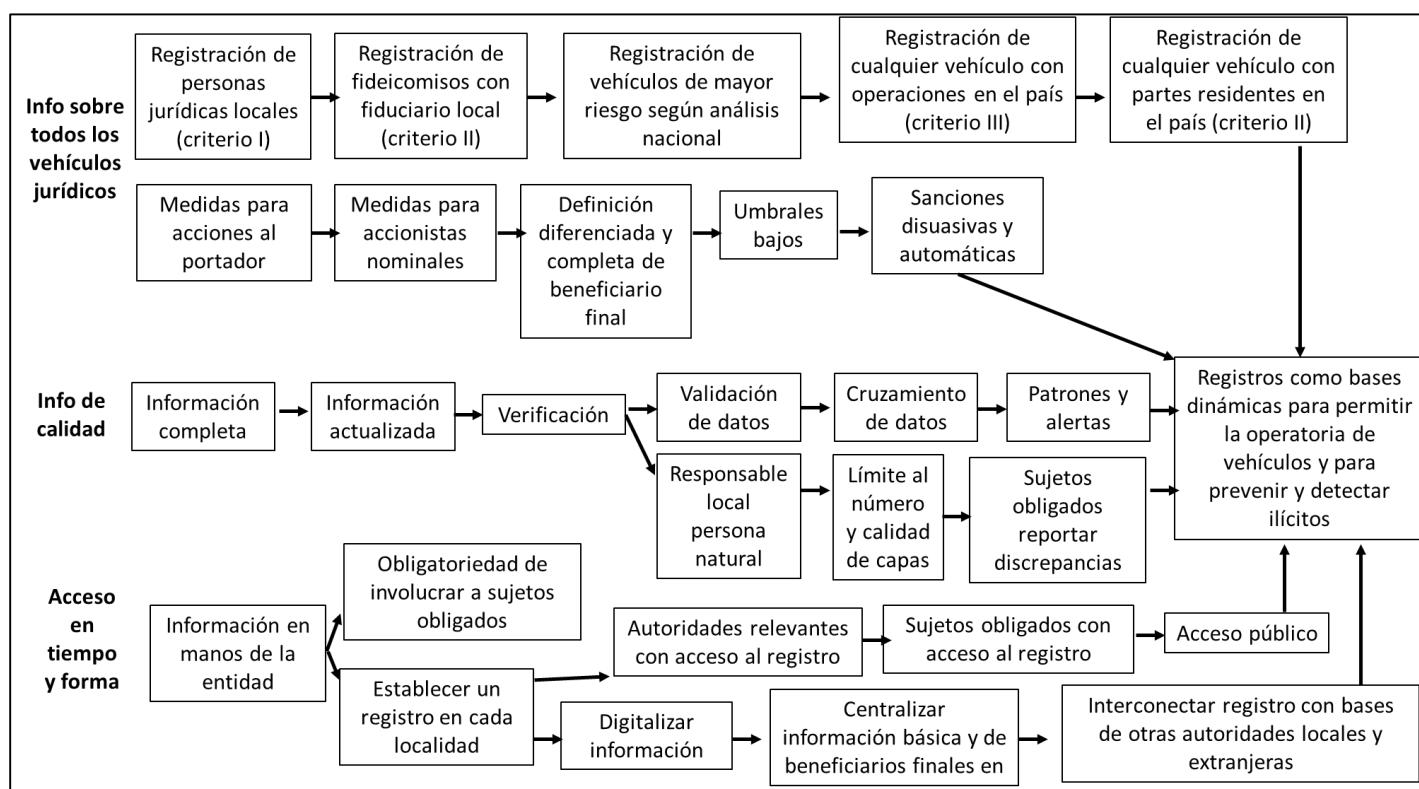 Info sobre
todos los
vehículos
jurídicos
Registración de
personas
jurídicas locales
(criterio I)
Registración de
fideicomisos con
fiduciario local
(criterio II)
Registración de
vehículos de mayor
riesgo según análisis
nacional
Registración de
cualquier vehículo con
operaciones en el país
(criterio III)
Registración de
cualquier vehículo con
partes residentes en
el país (criterio II)
Medidas para
acciones al
portador
Medidas para
accionistas
nominales
Definición
diferenciada y
completa de
beneficiario
final
Umbrales
bajos
Sanciones
disuasivas y
automáticas
Info de
calidad
Información
completa
Información
actualizada
Verificación
Validación
de datos
Cruzamiento
de datos
Patrones y
alertas
Responsable
local
persona
natural
Límite al
número
y calidad
de capas
Sujetos
obligados
reportar
discrepancias
Registros como bases
dinámicas para permitir
la operatoria de
vehículos y para
prevenir y detectar
ilícitos
Acceso
en
tiempo
y forma
Información en
manos de la
entidad
Obligatoriedad de
involucrar a sujetos
obligados
Establecer un
registro en cada
localidad
Autoridades relevantes
con acceso al registro
Sujetos obligados con
acceso al registro
Acceso público
Digitalizar
información
Centralizar
información básica y de
beneficiarios finales en
Interconectar registro con bases
de otras autoridades locales y
extranjeras